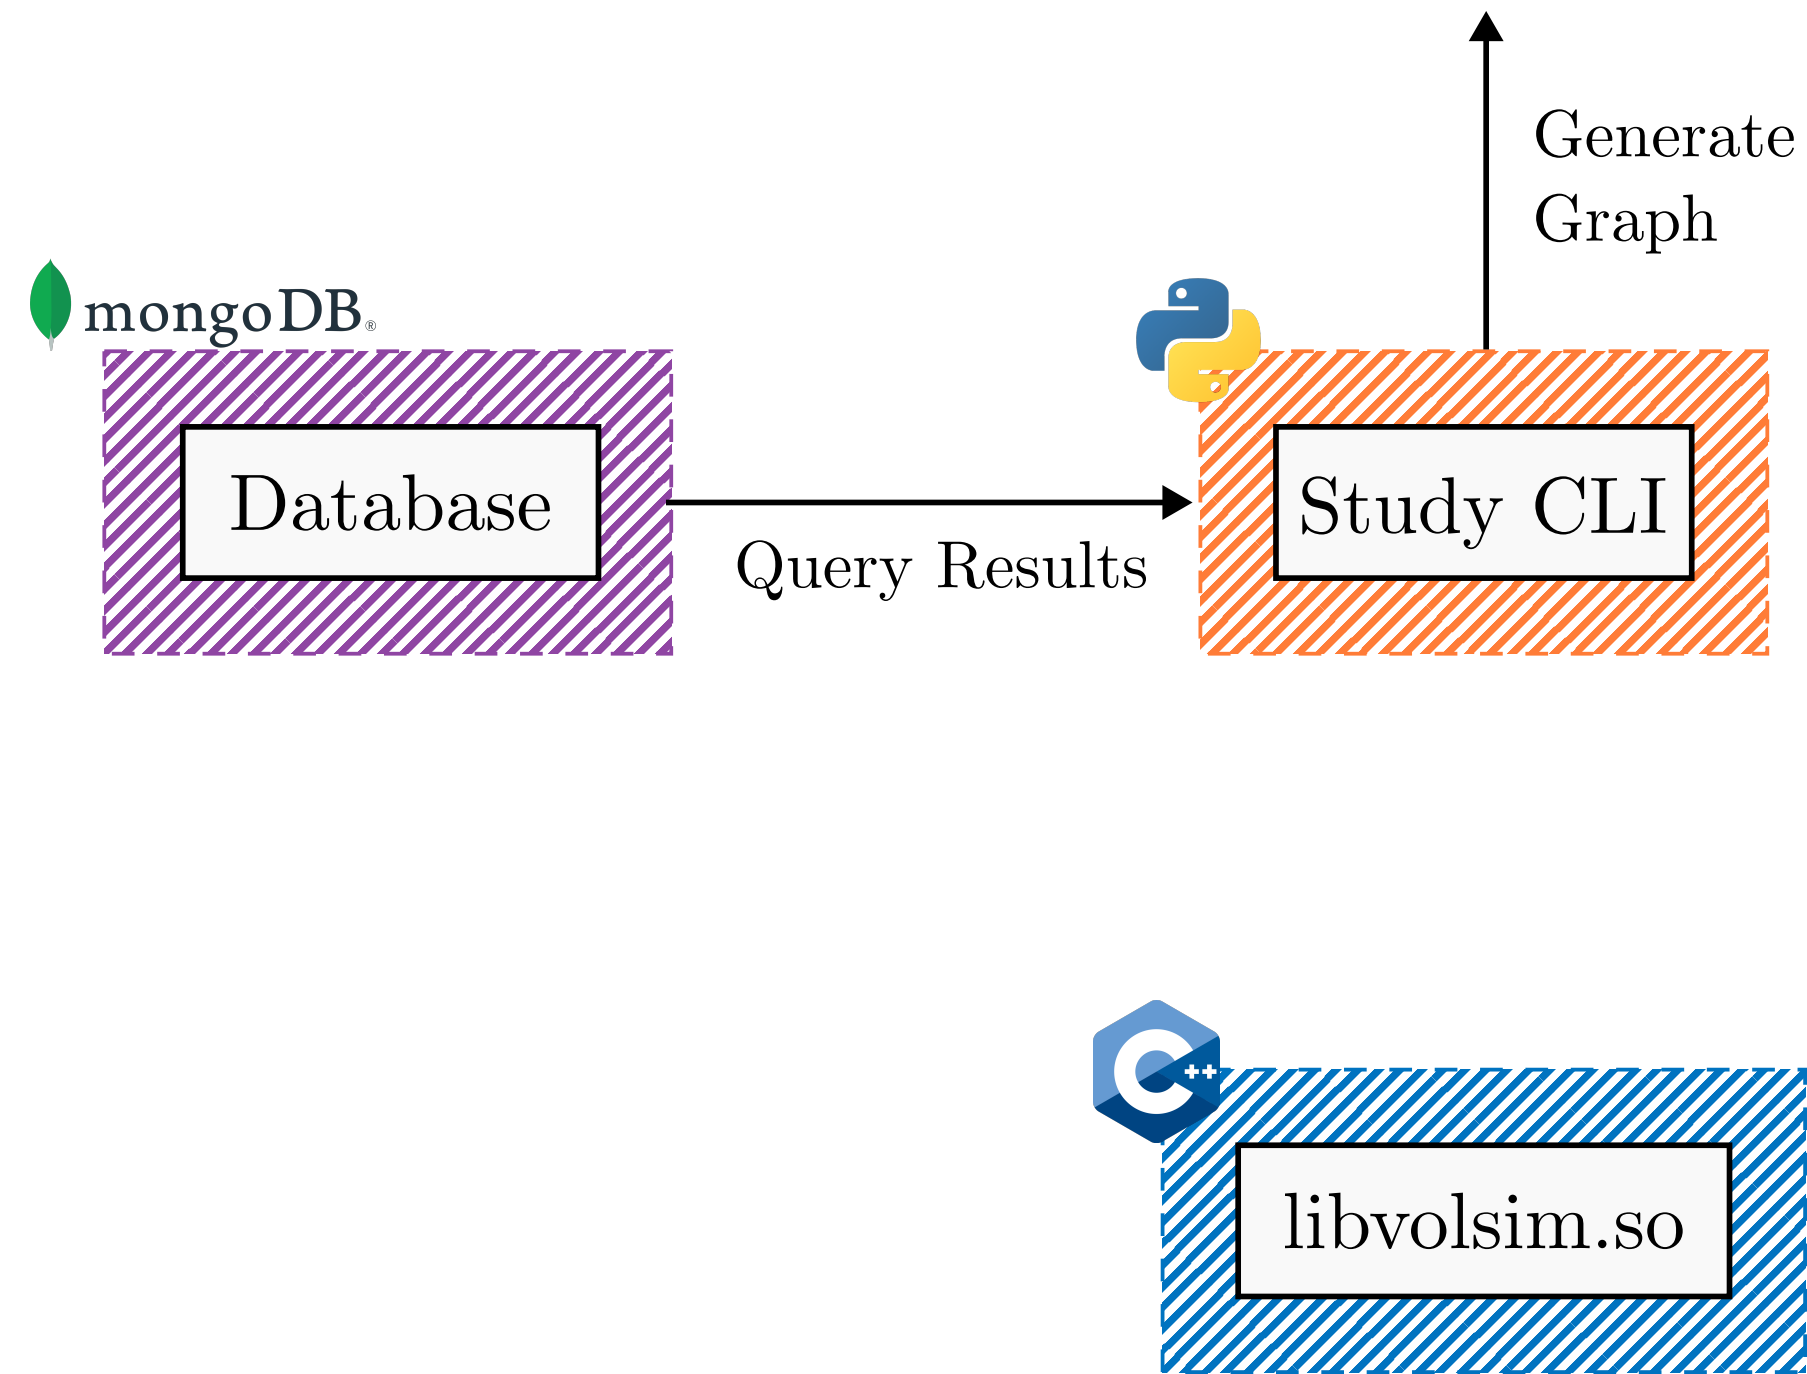 Generate
Graph
mongoDB®
Database
Study CLI
Query Results
C++
libvolsim.so